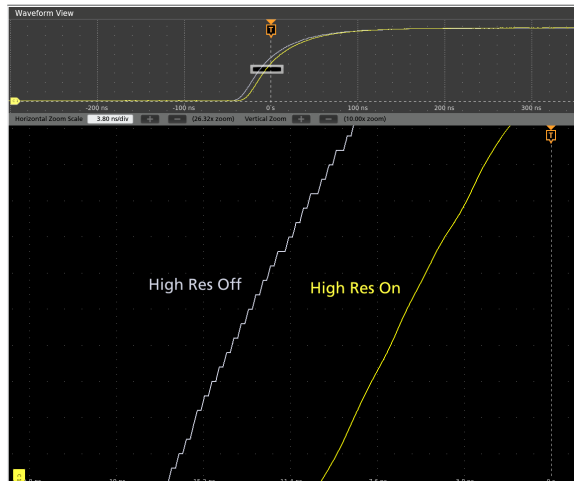 Waveform View
T
-200 ns -100 ns 0 s 100 ns 200 ns 300 ns
Horizontal Zoom Scale 3.80 ns/div + − (26.32x zoom) Vertical Zoom + − (10.00x zoom)
T
High Res Off
High Res On